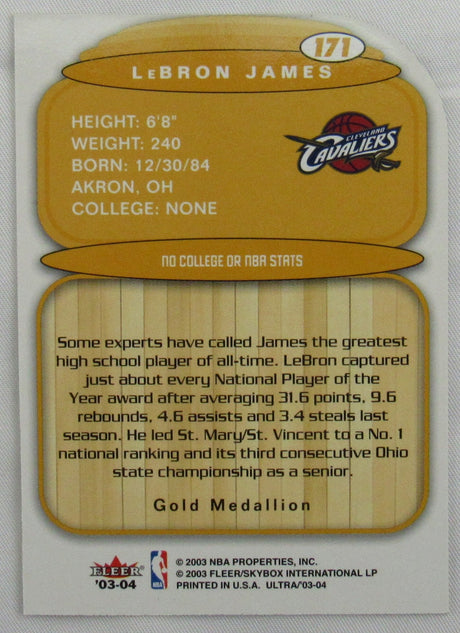 171
LEBRON JAMES
HEIGHT: 6'8"
WEIGHT: 240
BORN: 12/30/84
AKRON, OH
COLLEGE: NONE
CLEVELAND
CAVALIERS
NO COLLEGE OR NBA STATS
Some experts have called James the greatest
high school player of all-time. LeBron captured
just about every National Player of the
Year award after averaging 31.6 points, 9.6
rebounds, 4.6 assists and 3.4 steals last
season. He led St. Mary/St. Vincent to a No. 1
national ranking and its third consecutive Ohio
state championship as a senior.
Gold Medallion
FLEER
'03-04
NBA
© 2003 NBA PROPERTIES, INC.
© 2003 FLEER/SKYBOX INTERNATIONAL LP
PRINTED IN U.S.A. ULTRA/'03-04